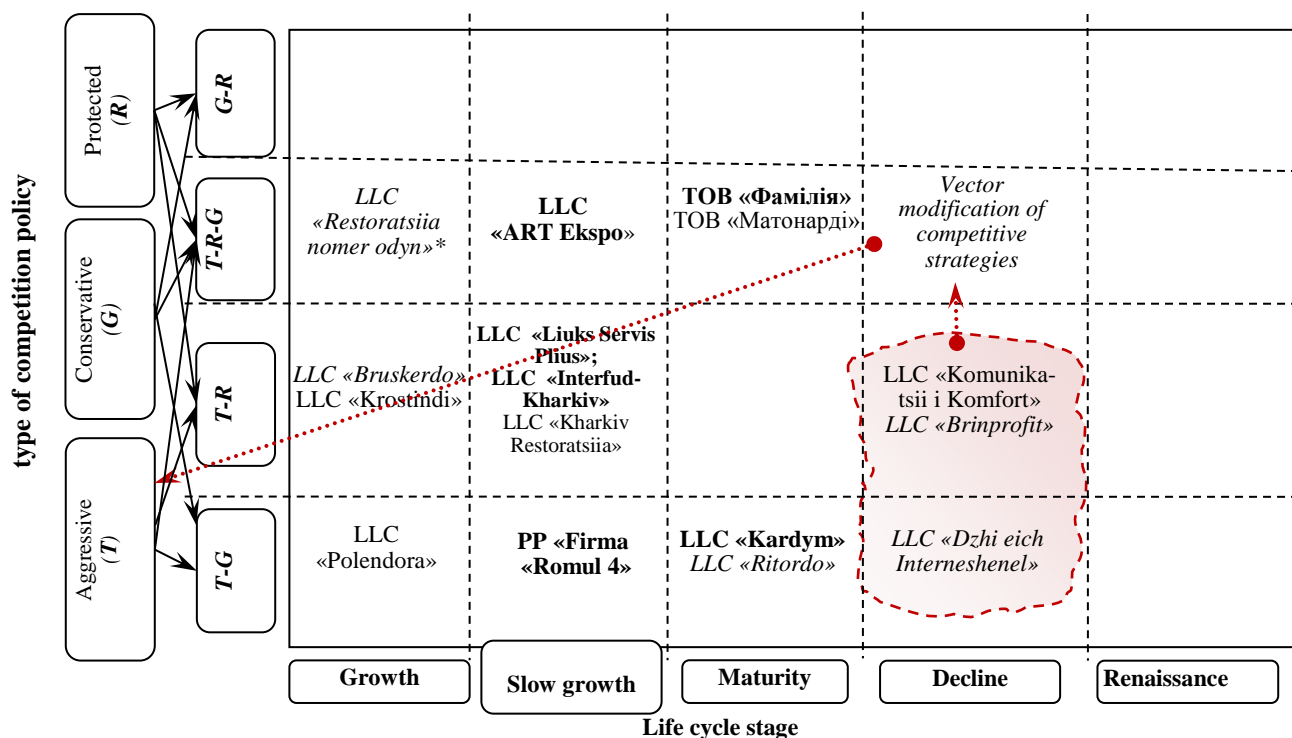 type of competition policy
Protected
(R)
Conservative
(G)
Aggressive
(T)
G-R
T-R-G
T-R
T-G
LLC
«Restoratsiia
nomer odyn»*
LLC
«ART Ekspo»
ТОВ «Фамілія»
ТОВ «Матонарді»
Vector
modification of
competitive
strategies
LLC «Bruskerdo»
LLC «Krostindi»
LLC «Liuks Servis
Plius»;
LLC «Interfud-
Kharkiv»
LLC «Kharkiv
Restoratsiia»
LLC «Komunika-
tsii i Komfort»
LLC «Brinprofit»
LLC
«Polendora»
PP «Firma
«Romul 4»
LLC «Kardym»
LLC «Ritordo»
LLC «Dzhi eich
Interneshenel»
Growth
Slow growth
Maturity
Decline
Renaissance
Life cycle stage